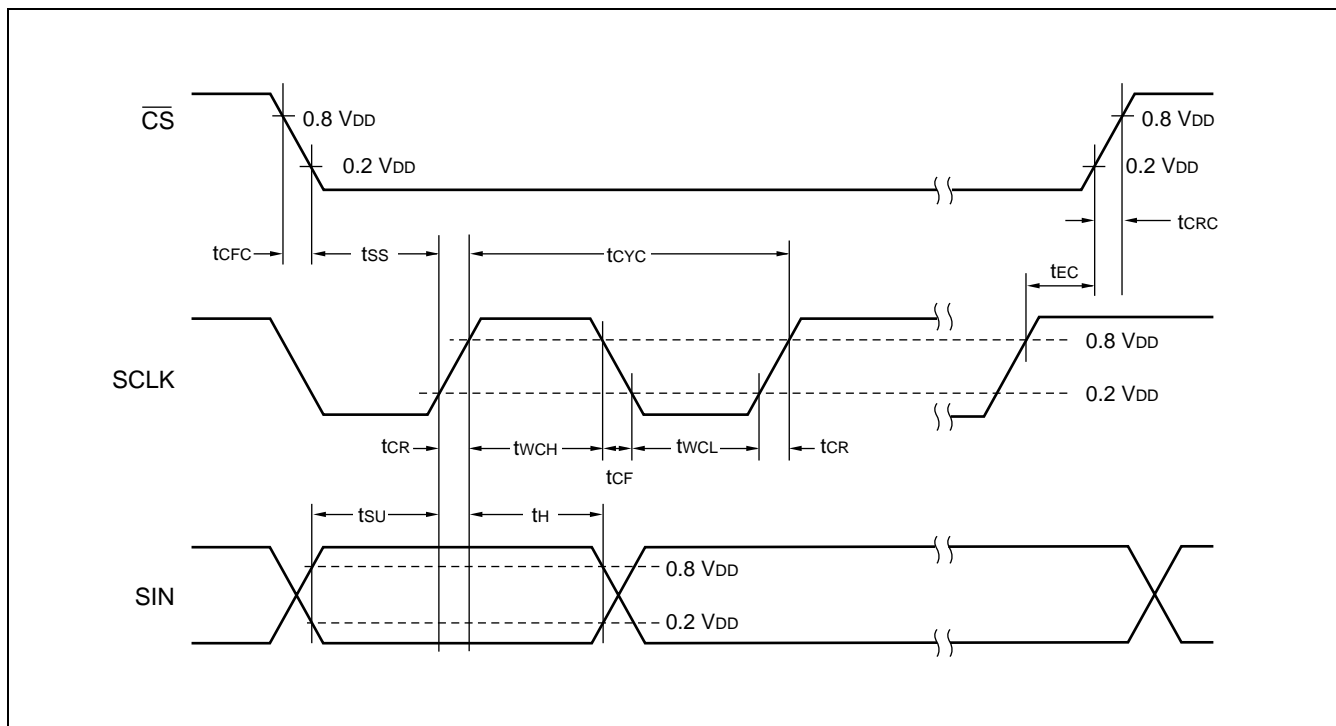 CS
0.8 VDD
0.8 VDD
0.2 VDD
0.2 VDD
tCFC
tSS
tCYC
tCRC
tEC
SCLK
0.8 VDD
0.2 VDD
tCR
tWCH
tCF
tWCL
tCR
tSU
tH
SIN
0.8 VDD
0.2 VDD